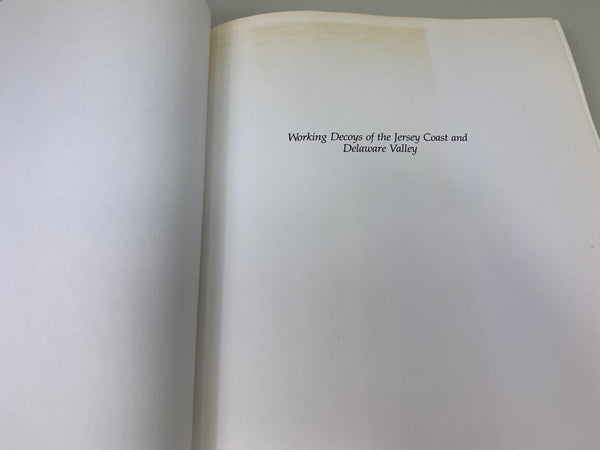 Working Decoys of the Jersey Coast and
Delaware Valley